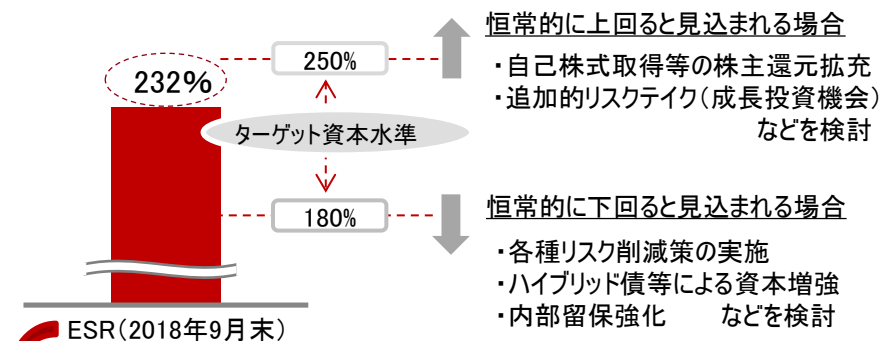 恒常的に上回ると見込まれる場合
250%
・自己株式取得等の株主還元拡充
232%
・追加的リスクテイク(成長投資機会)
などを検討
ターゲット資本水準
恒常的に下回ると見込まれる場合
180%
・各種リスク削減策の実施
・ハイブリッド債等による資本増強
・内部留保強化 などを検討
ESR(2018年9月末)